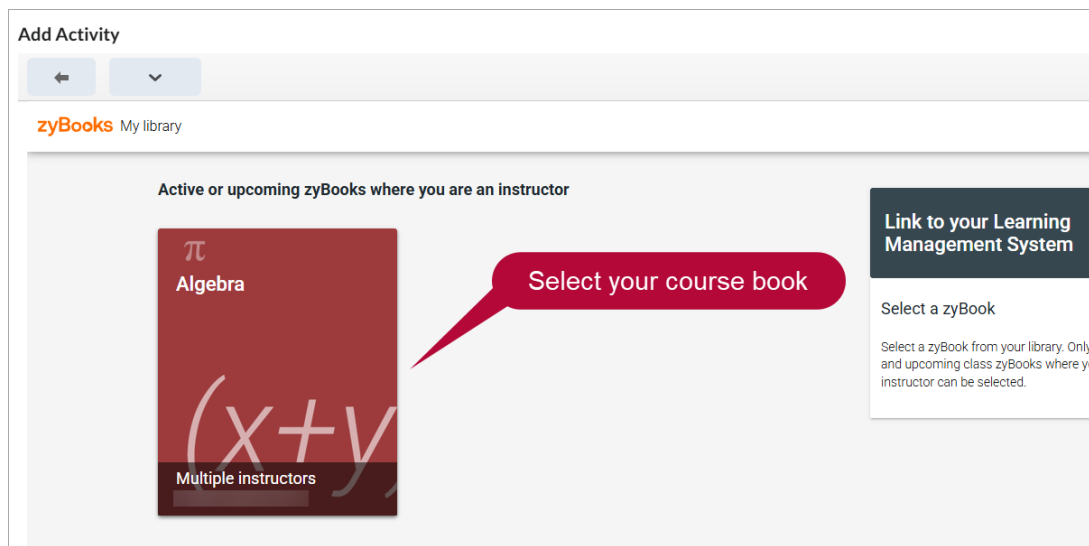 Add Activity
zyBooks My library
Active or upcoming zyBooks where you are an instructor
π
Algebra
(x+y)
Multiple instructors
Select your course book
Link to your Learning
Management System
Select a zyBook
Select a zyBook from your library. Only
and upcoming class zyBooks where
instructor can be selected.